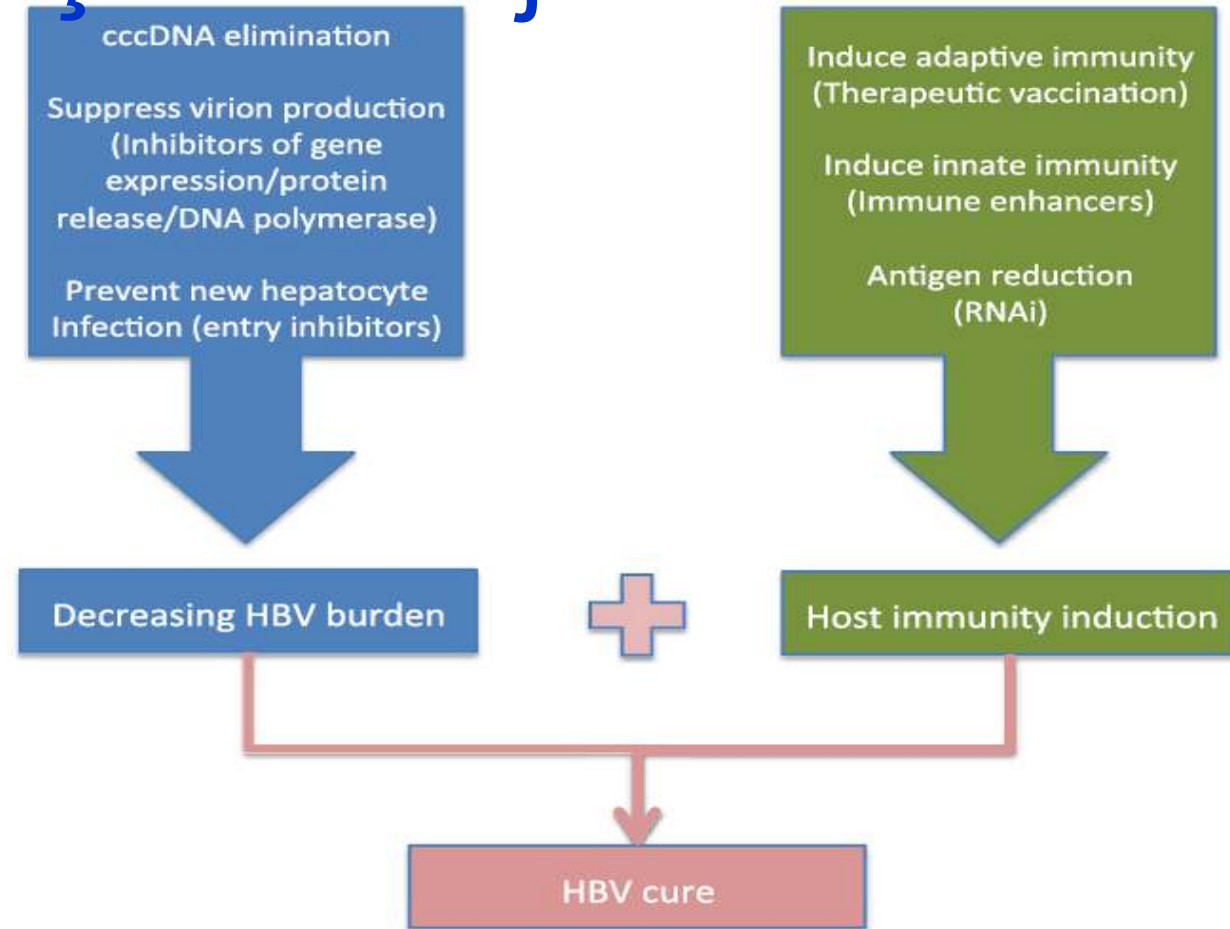 cccDNA elimination
Suppress virion production
(Inhibitors of gene
expression/protein
release/DNA polymerase)
Prevent new hepatocyte
Infection (entry inhibitors)
Induce adaptive immunity
(Therapeutic vaccination)
Induce innate immunity
(Immune enhancers)
Antigen reduction
(RNAi)
Decreasing HBV burden
Host immunity induction
HBV cure